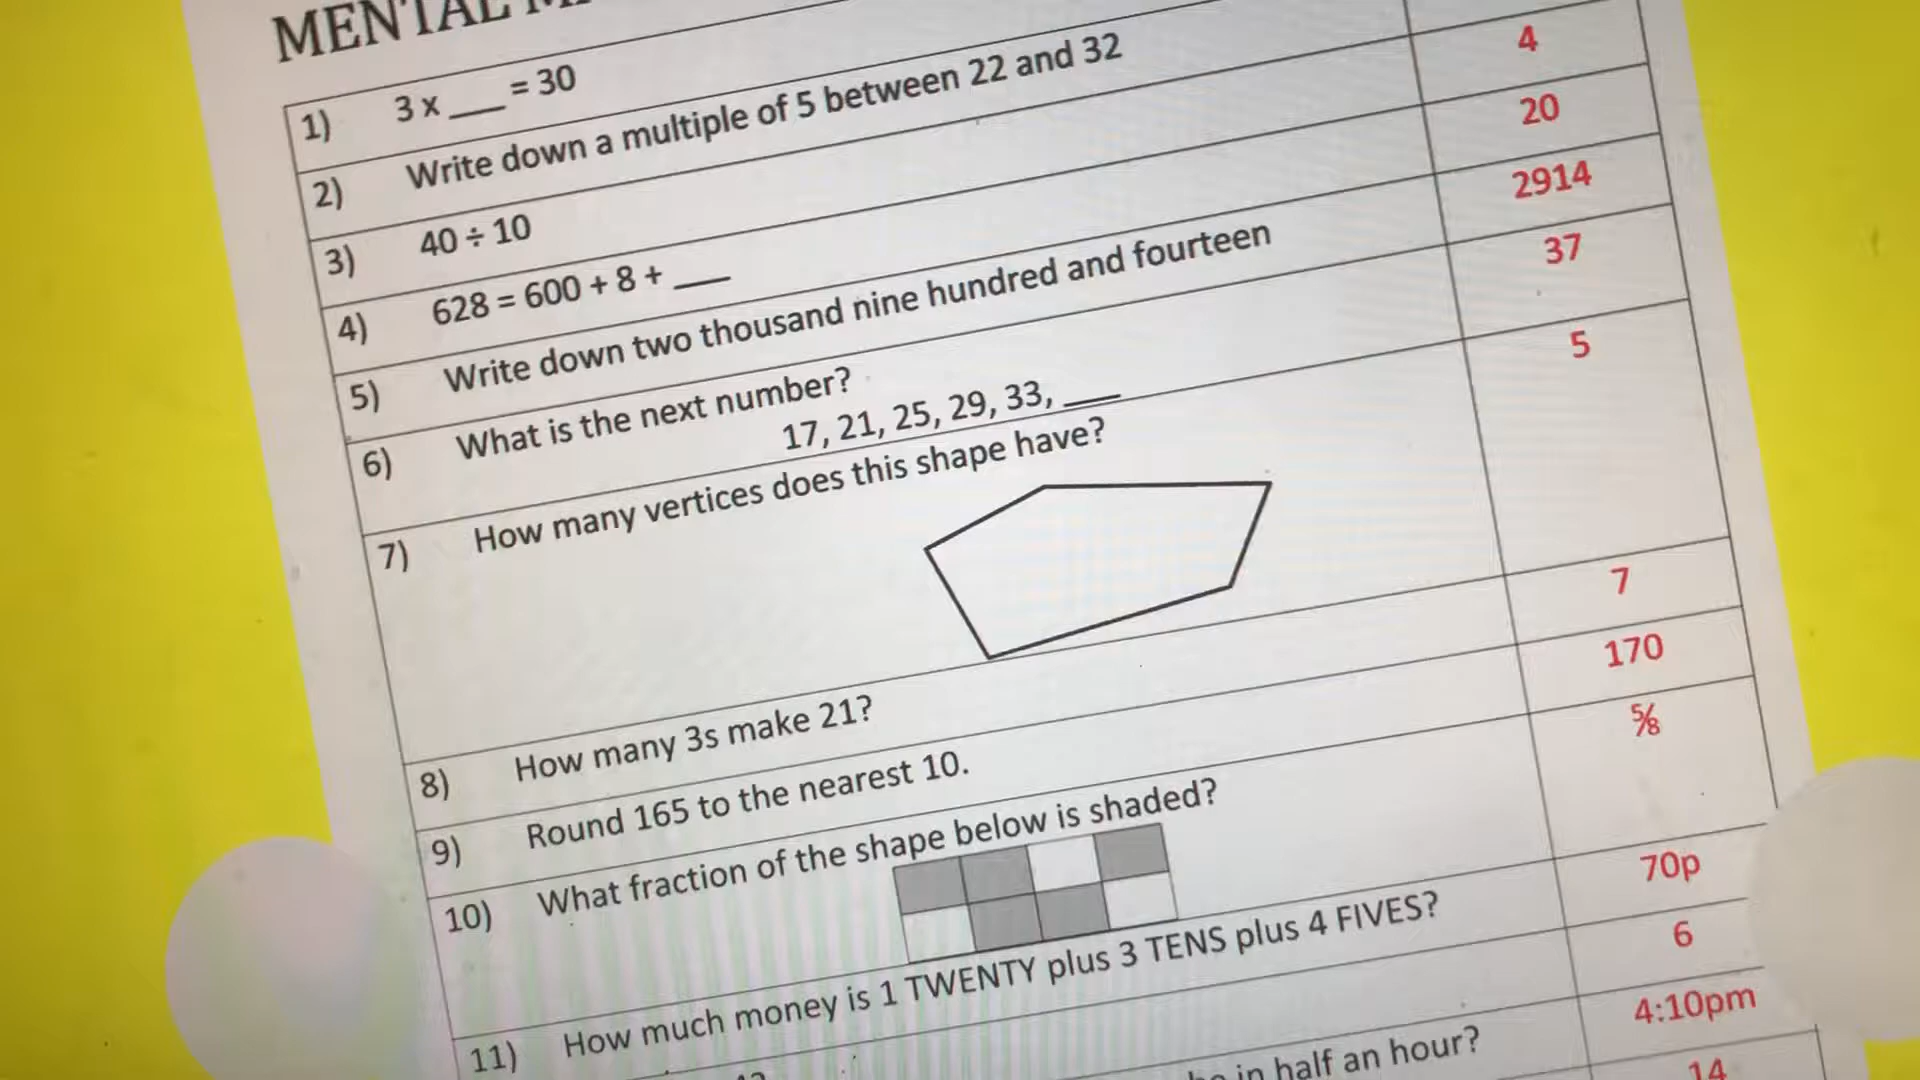 MENTAL
1) 3 x ___ = 30
2) Write down a multiple of 5 between 22 and 32
3) 40 ÷ 10 4
4) 628 = 600 + 8 + ___ 20
5) Write down two thousand nine hundred and fourteen 2914
6) What is the next number? 37
17, 21, 25, 29, 33, ___
7) How many vertices does this shape have? 5
8) How many 3s make 21? 7
9) Round 165 to the nearest 10. 170
10) What fraction of the shape below is shaded? ⅝
11) How much money is 1 TWENTY plus 3 TENS plus 4 FIVES? 70p
6
in half an hour? 4:10pm
14